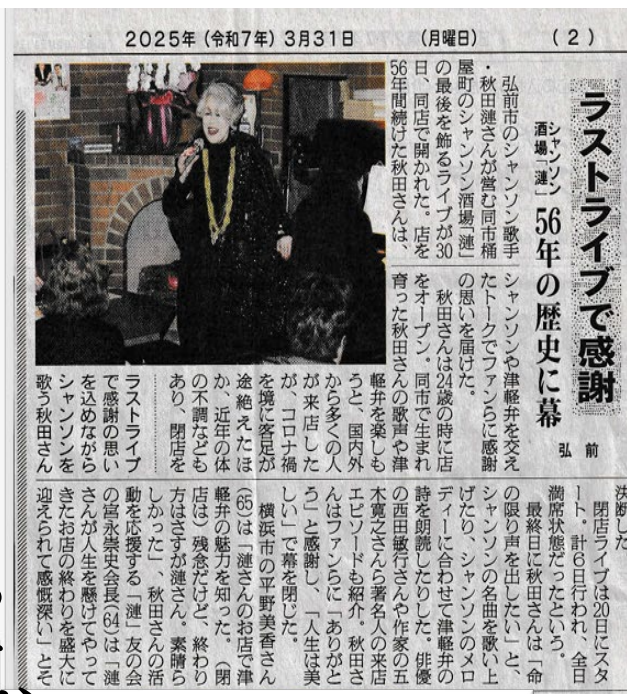 2025年(令和7年)3月31日 (月曜日) (2)
ラストライブで感謝
シャンソン
酒場「漣」
56年の歴史に幕
弘前
弘前市のシャンソン歌手
・秋田漣さんが営む同市桶
屋町のシャンソン酒場「漣」
の最後を飾るライブが30
日、同店で開かれた。店を
56年間続けた秋田さんは、
シャンソンや津軽弁を交え
たトークでファンらに感謝
の思いを届けた。
秋田さんは24歳の時に店
をオープン。同市で生まれ
育った秋田さんの歌声や津
軽弁を楽しも
うと、国内外
から多くの人
が来店した
が、コロナ禍
を境に客足が
途絶えたほ
か、近年の体
の不調なども
あり、閉店を
ラストライブ
で感謝の思い
を込めながら
シャンソンを
歌う秋田さん
決断した
閉店ライブは20日にスタ
ート。計6日行われ、全日
満席状態だったという。
最終日に秋田さんは「命
の限り声を出したい」と、
シャンソンの名曲を歌い上
げたり、シャンソンのメロ
ディーに合わせて津軽弁の
詩を朗読したりした。俳優
の西田敏行さんや作家の五
木寛之さんら著名人の来店
エピソードも紹介。秋田さ
んはファンらに「ありがと
う」と感謝し、「人生は美
しい」で幕を閉じた。
横浜市の平野美香さん
(65)は「漣さんのお店で津
軽弁の魅力を知った。(閉
店は)残念だけど、終わり
方はさすが漣さん。素晴ら
しかった」、秋田さんの活
動を応援する「漣」友の会
の宮永崇史会長(64)は「漣
さんが人生を懸けてやって
きたお店の終わりを盛大に
迎えられて感慨深い」とそ